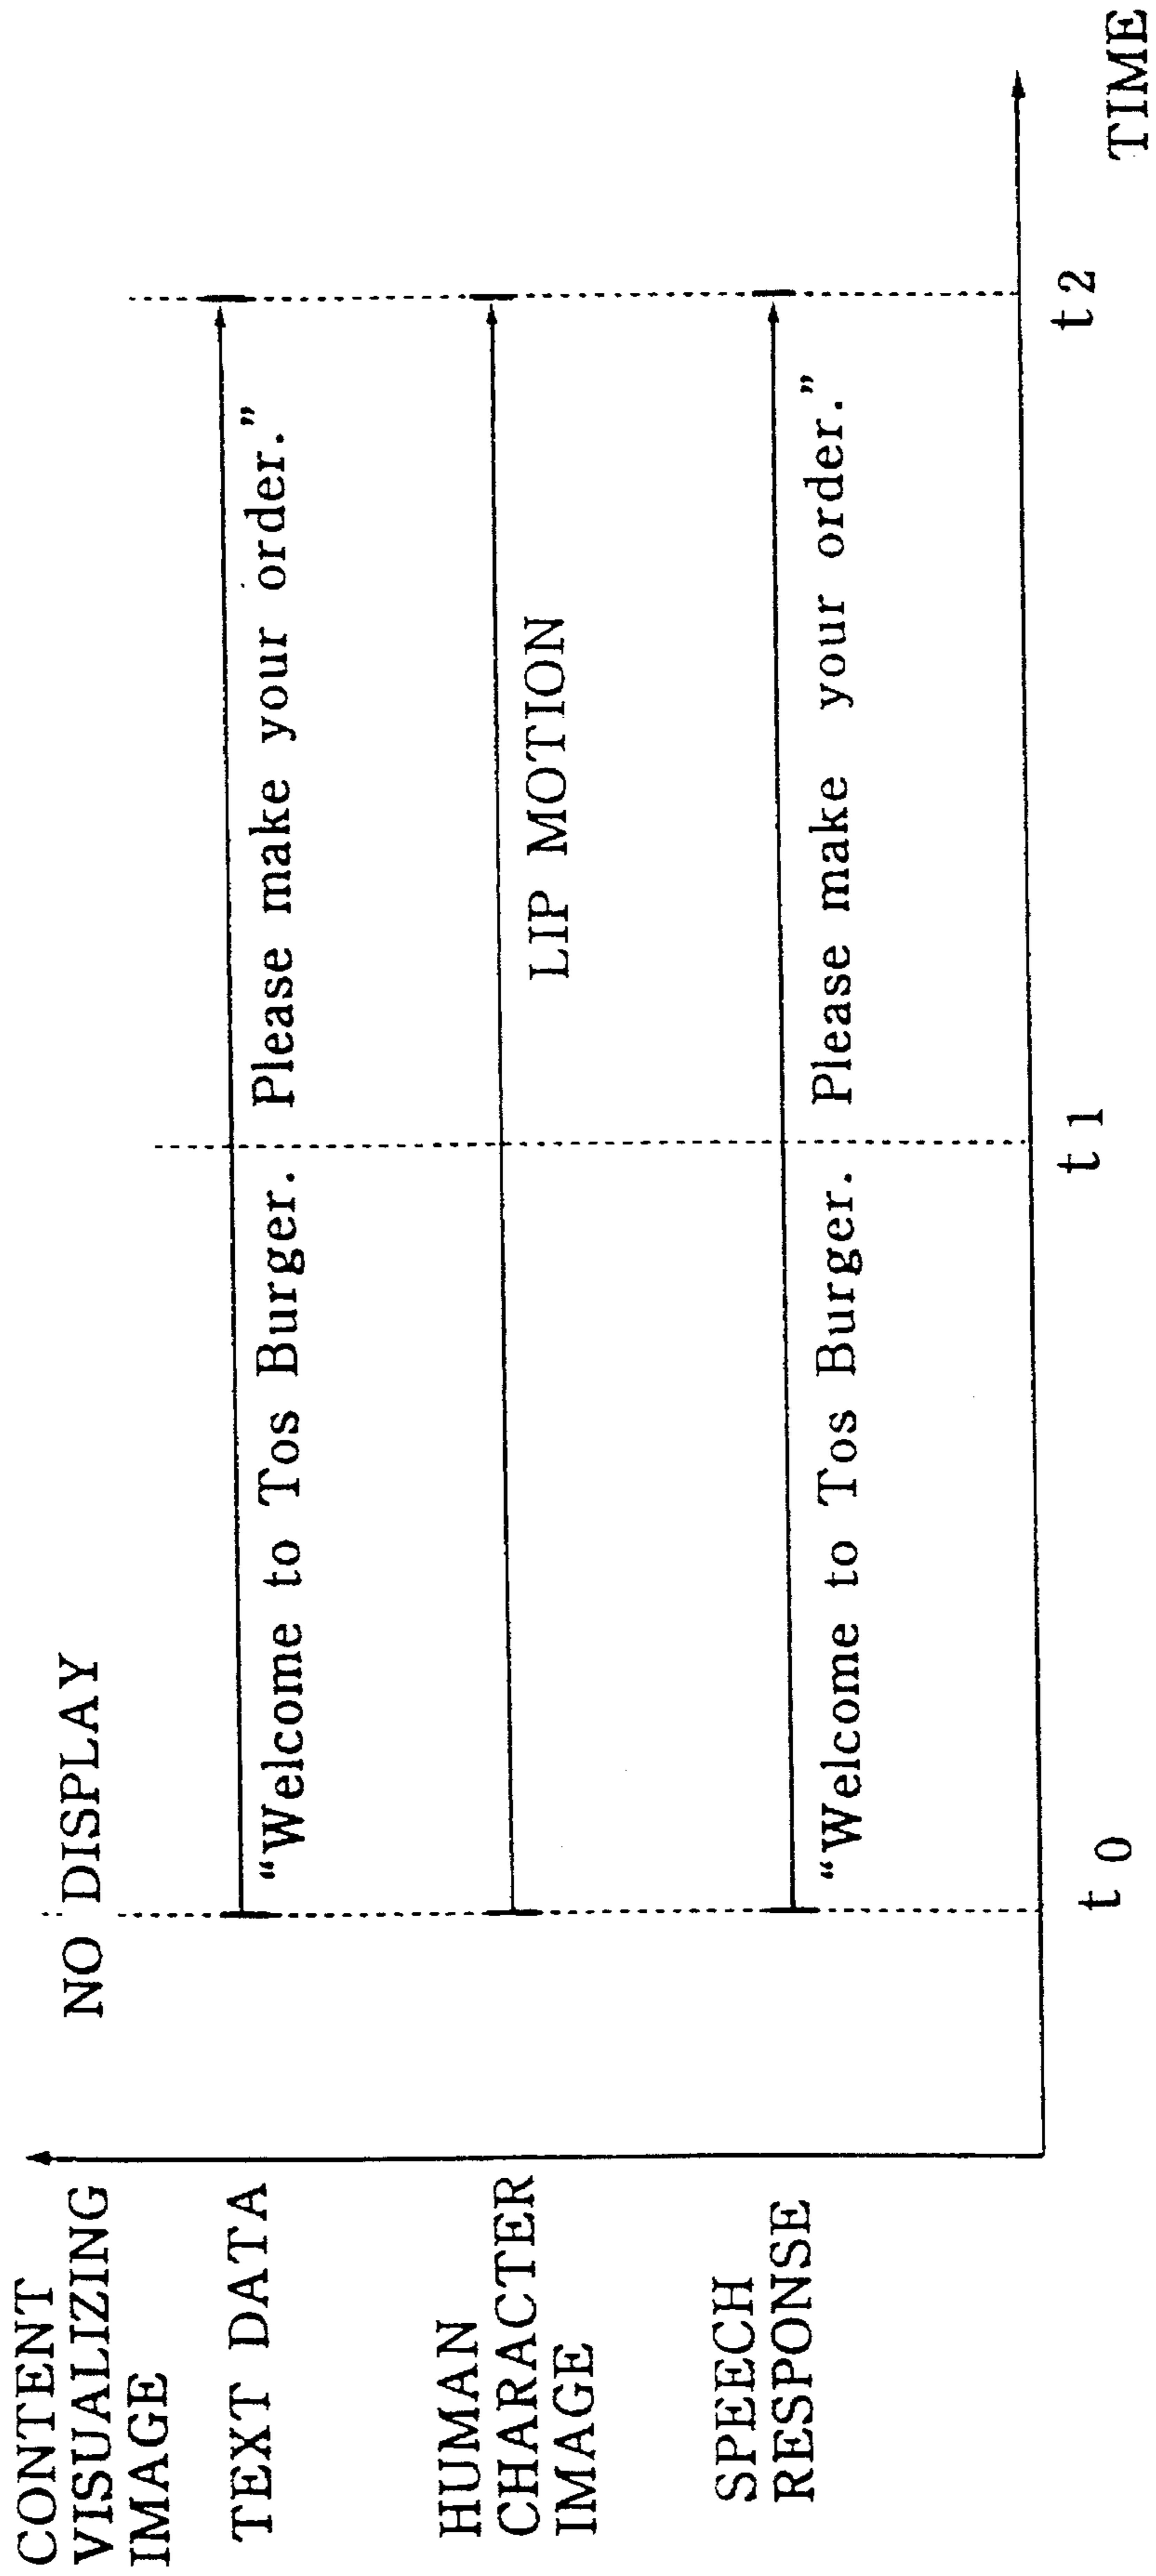 CONTENT
VISUALIZING
IMAGE
NO DISPLAY
TEXT DATA
“Welcome to Tos Burger. Please make your order.”
HUMAN
CHARACTER
IMAGE
LIP MOTION
SPEECH
RESPONSE
“Welcome to Tos Burger. Please make your order.”
t0
t1
t2
TIME